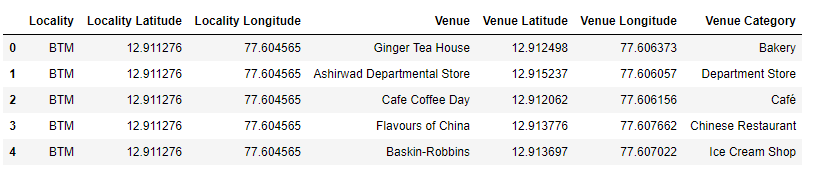 Locality Locality Latitude Locality Longitude Venue Venue Latitude Venue Longitude Venue Category
0 BTM 12.911276 77.604565 Ginger Tea House 12.912498 77.606373 Bakery
1 BTM 12.911276 77.604565 Ashirwad Departmental Store 12.915237 77.606057 Department Store
2 BTM 12.911276 77.604565 Cafe Coffee Day 12.912062 77.606156 Café
3 BTM 12.911276 77.604565 Flavours of China 12.913776 77.607662 Chinese Restaurant
4 BTM 12.911276 77.604565 Baskin-Robbins 12.913697 77.607022 Ice Cream Shop